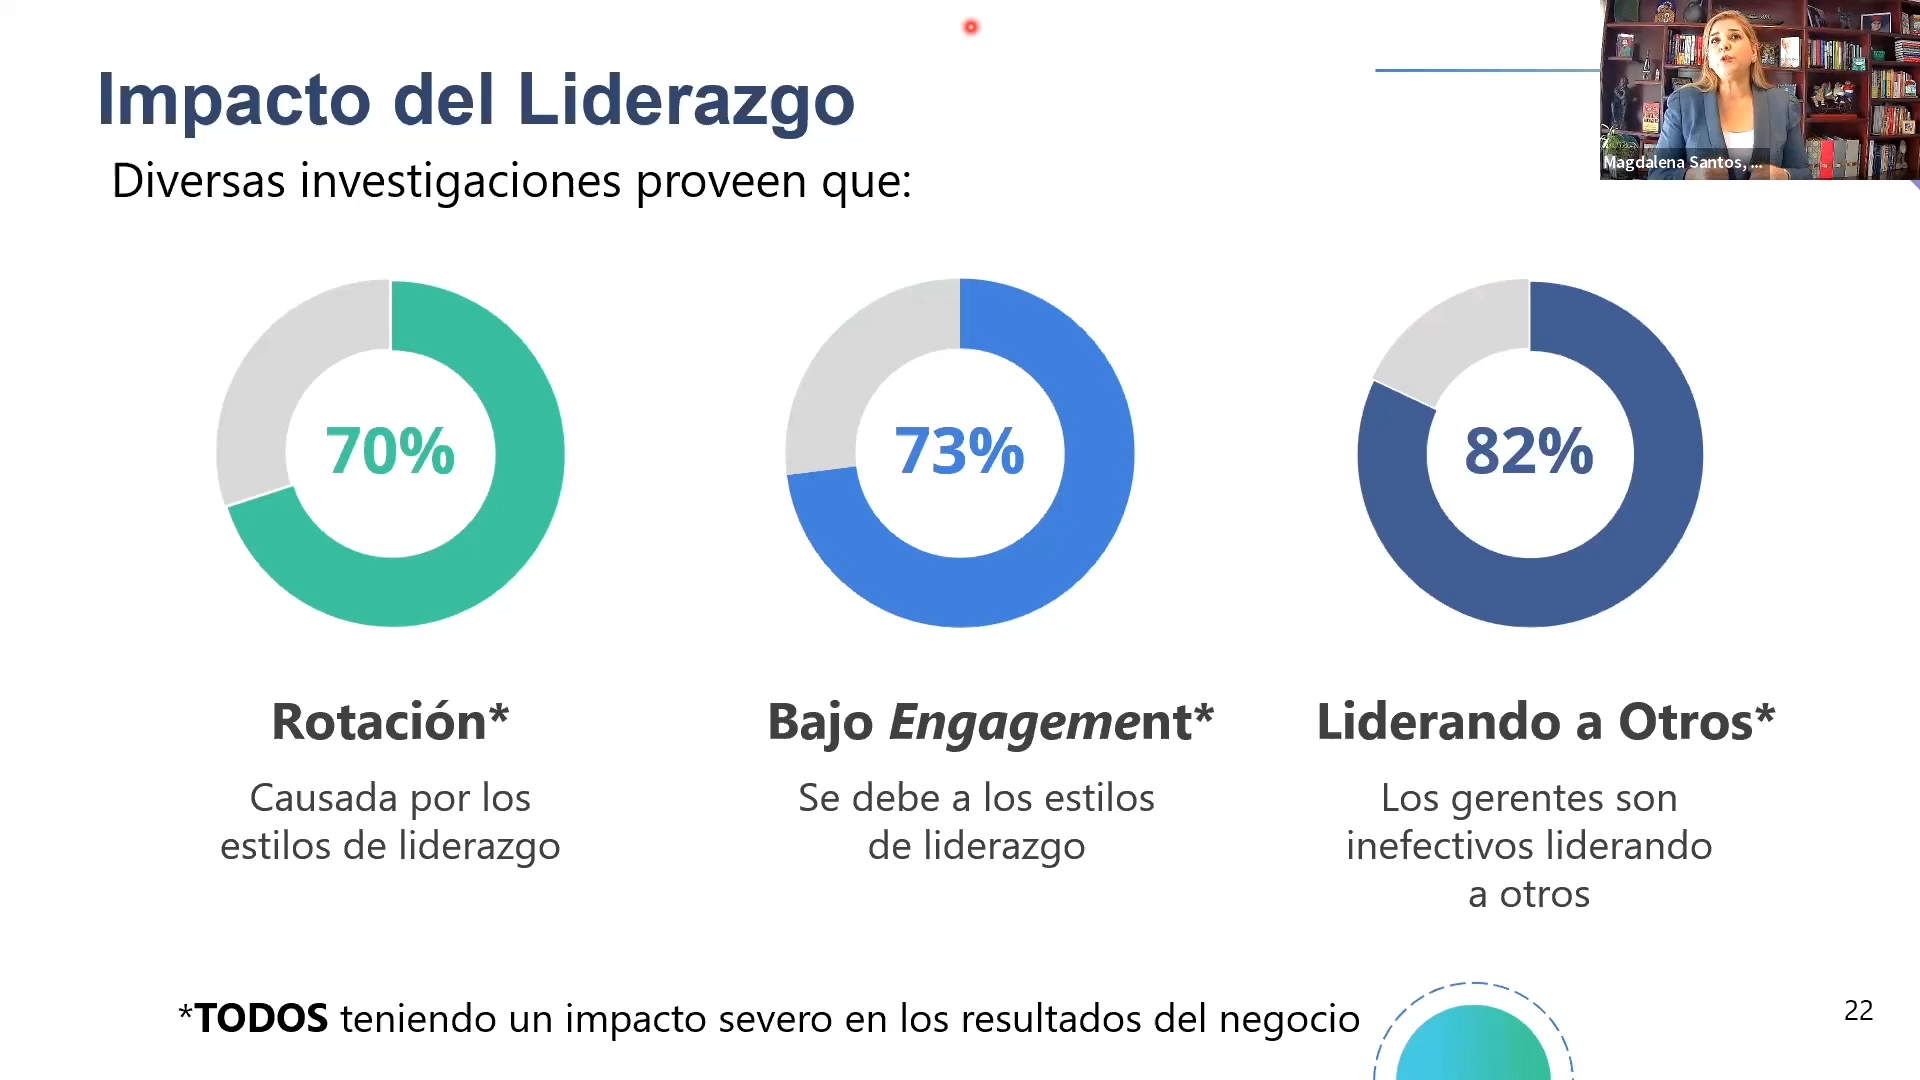 Impacto del Liderazgo
Diversas investigaciones proveen que:
Magdalena Santos, ...
70%
73%
82%
Rotación*
Causada por los
estilos de liderazgo
Bajo Engagement*
Se debe a los estilos
de liderazgo
Liderando a Otros*
Los gerentes son
inefectivos liderando
a otros
*TODOS teniendo un impacto severo en los resultados del negocio
22